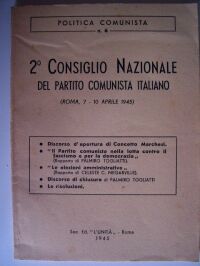 POLITICA COMUNISTA
n. 6
2° CONSIGLIO NAZIONALE
DEL PARTITO COMUNISTA ITALIANO
(ROMA, 7 - 10 APRILE 1945)
Discorso d'apertura di Concetto Marchesi.
"Il Partito comunista nella lotta contro il
fascismo e per la democrazia„
(Rapporto di PALMIRO TOGLIATTI).
"Le elezioni amministrative„
(Rapporto di CELESTE C. NEGARVILLE)
Discorso di chiusura di PALMIRO TOGLIATTI
Le risoluzioni.
Soc. Ed. "L'UNITÀ„ - Roma
1945